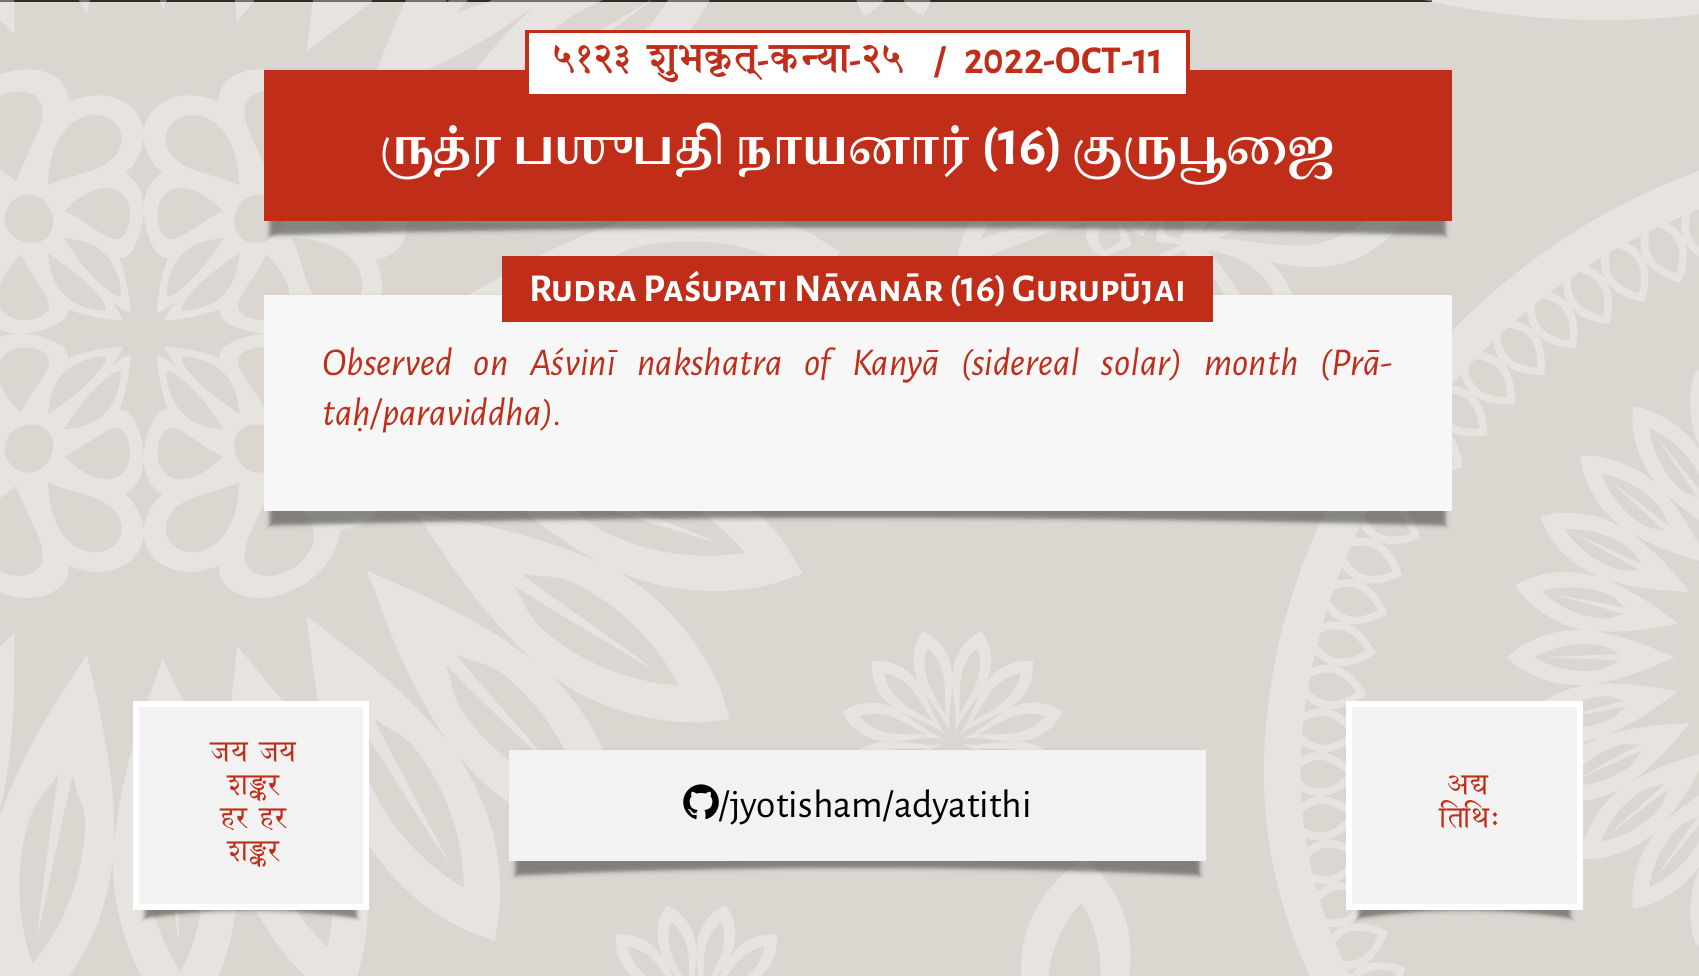 ५१२३ शुभकृत्-कन्या-२५ / 2022-OCT-11
ருத்ர பஶுபதி நாயனார் (16) குருபூஜை
Rudra Paśupati Nāyanār (16) Gurupūjai
Observed on Aśvinī nakshatra of Kanyā (sidereal solar) month (Prā-
taḥ/paraviddha).
जय जय
शङ्कर
हर हर
शङ्कर
/jyotisham/adyatithi
अद्य
तिथिः